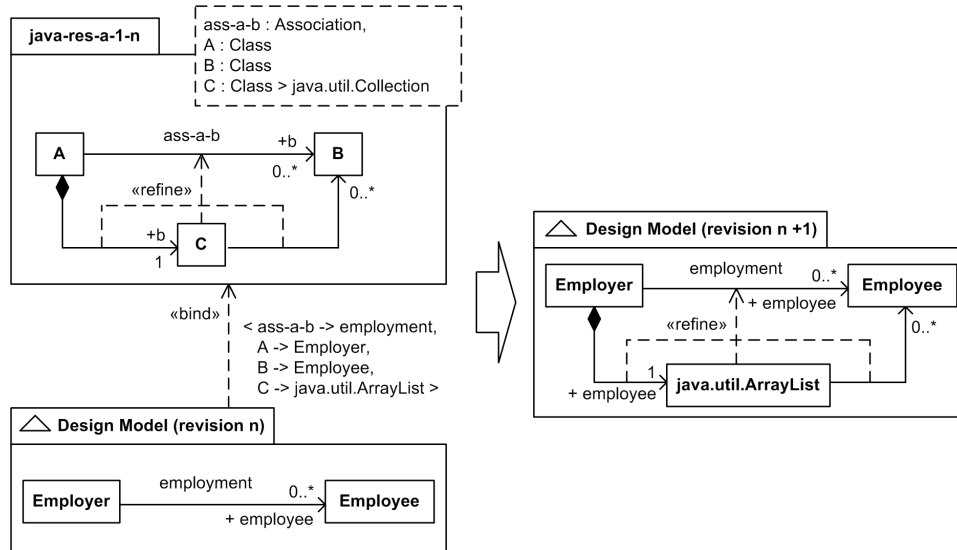 java-res-a-1-n
ass-a-b : Association,
A : Class
B : Class
C : Class > java.util.Collection
ass-a-b
A
+b
B
0..*
0..*
«refine»
+b
C
1
«bind»
< ass-a-b -> employment,
A -> Employer,
B -> Employee,
C -> java.util.ArrayList >
Design Model (revision n)
employment
0..*
Employer
Employee
+ employee
Design Model (revision n +1)
employment
0..*
Employer
Employee
+ employee
«refine»
0..*
1
java.util.ArrayList
+ employee